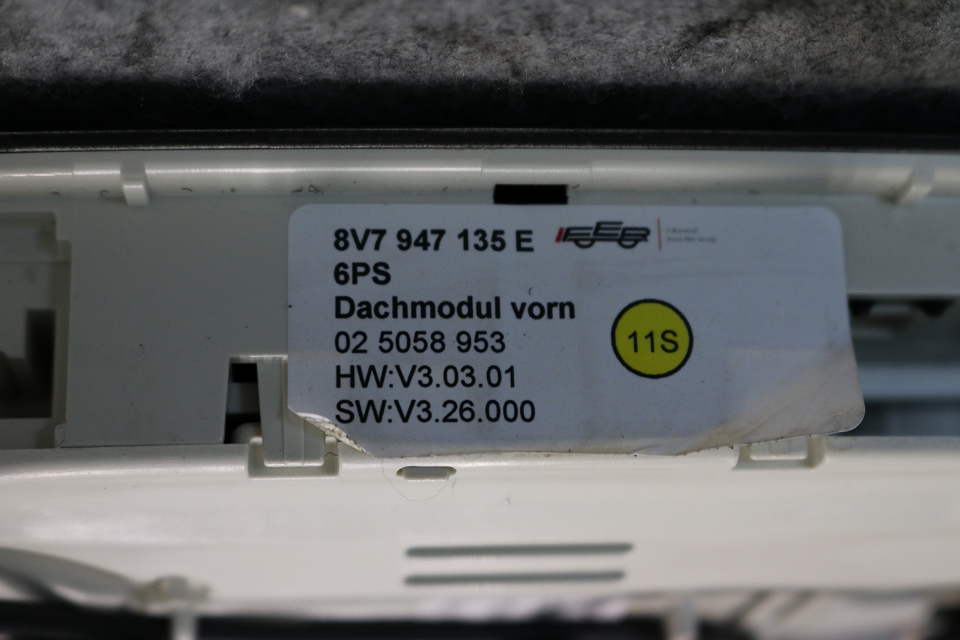 8V7 947 135 E
6PS
Dachmodul vorn
02 5058 953
HW:V3.03.01
SW:V3.26.000
11S